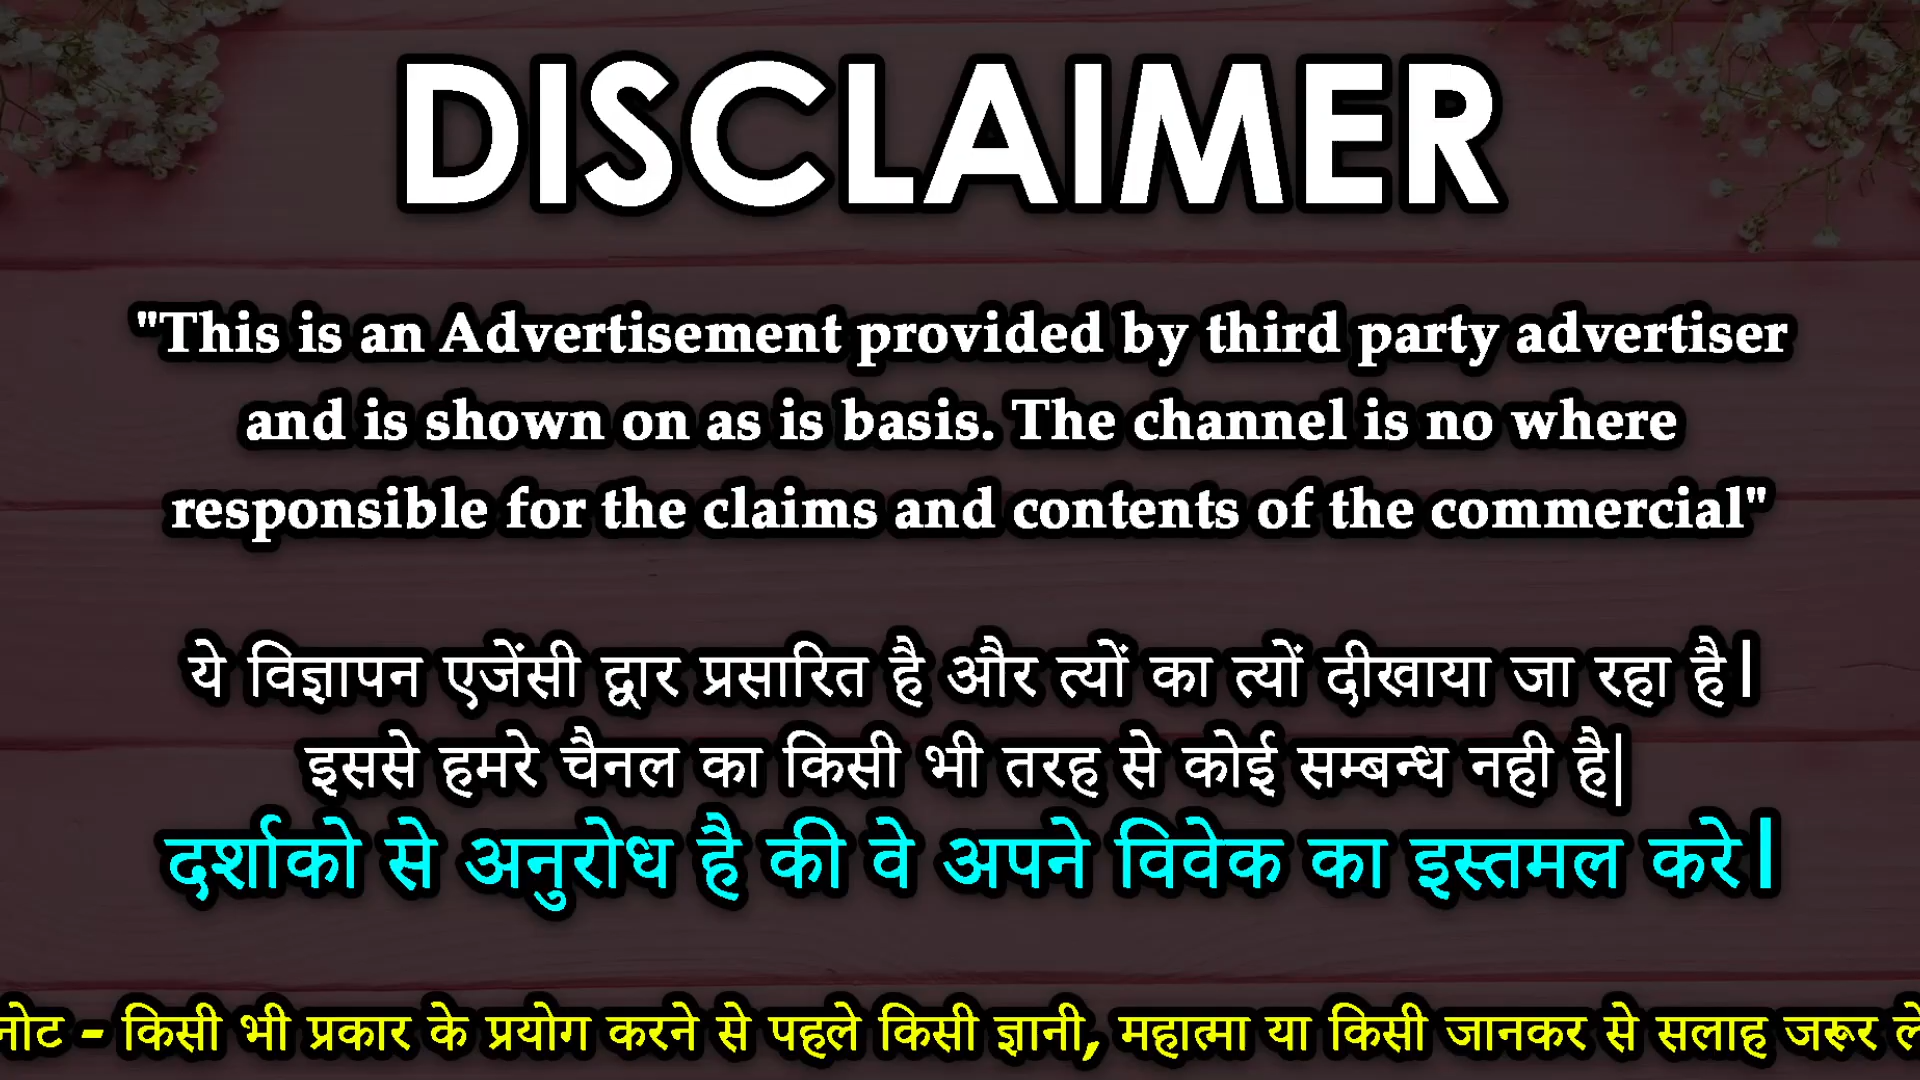 DISCLAIMER
"This is an Advertisement provided by third party advertiser
and is shown on as is basis. The channel is no where
responsible for the claims and contents of the commercial"
ये विज्ञापन एजेंसी द्वार प्रसारित है और त्यों का त्यों दीखाया जा रहा है।
इससे हमरे चैनल का किसी भी तरह से कोई सम्बन्ध नही है|
दर्शाको से अनुरोध है की वे अपने विवेक का इस्तमल करे।
नोट - किसी भी प्रकार के प्रयोग करने से पहले किसी ज्ञानी, महात्मा या किसी जानकर से सलाह जरूर ले